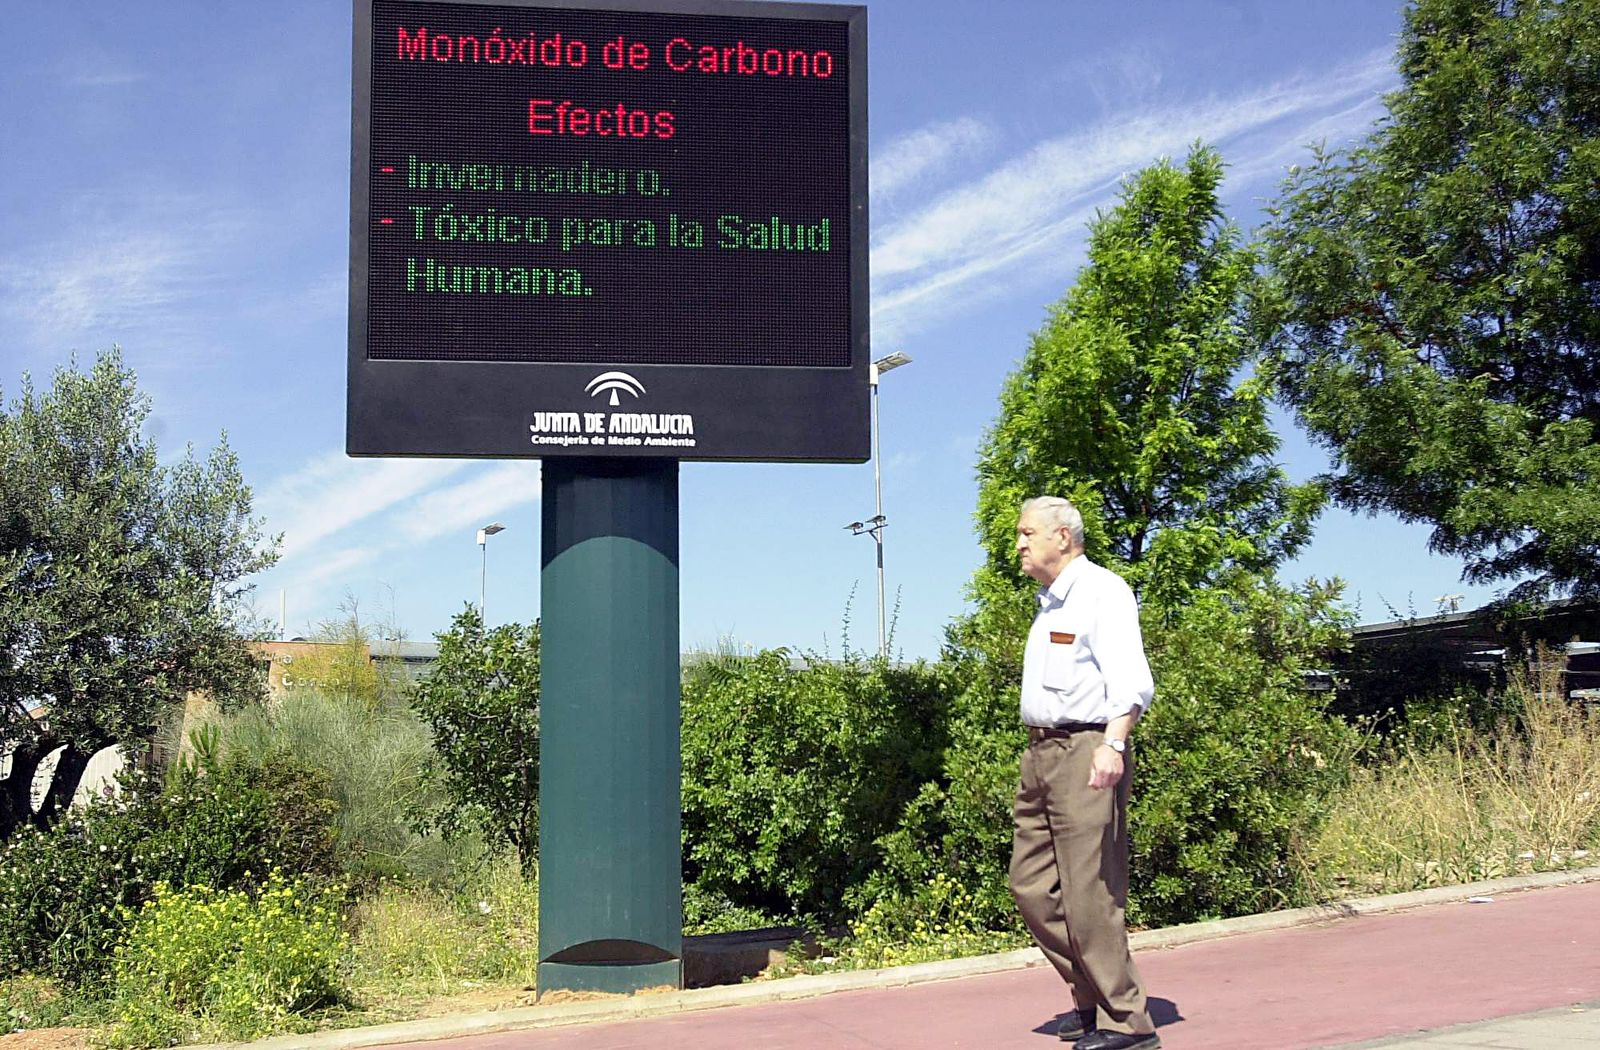 Monóxido de Carbono
Efectos
- Invernadero.
- Tóxico para la Salud
Humana.
JUNTA DE ANDALUCIA
Consejería de Medio Ambiente